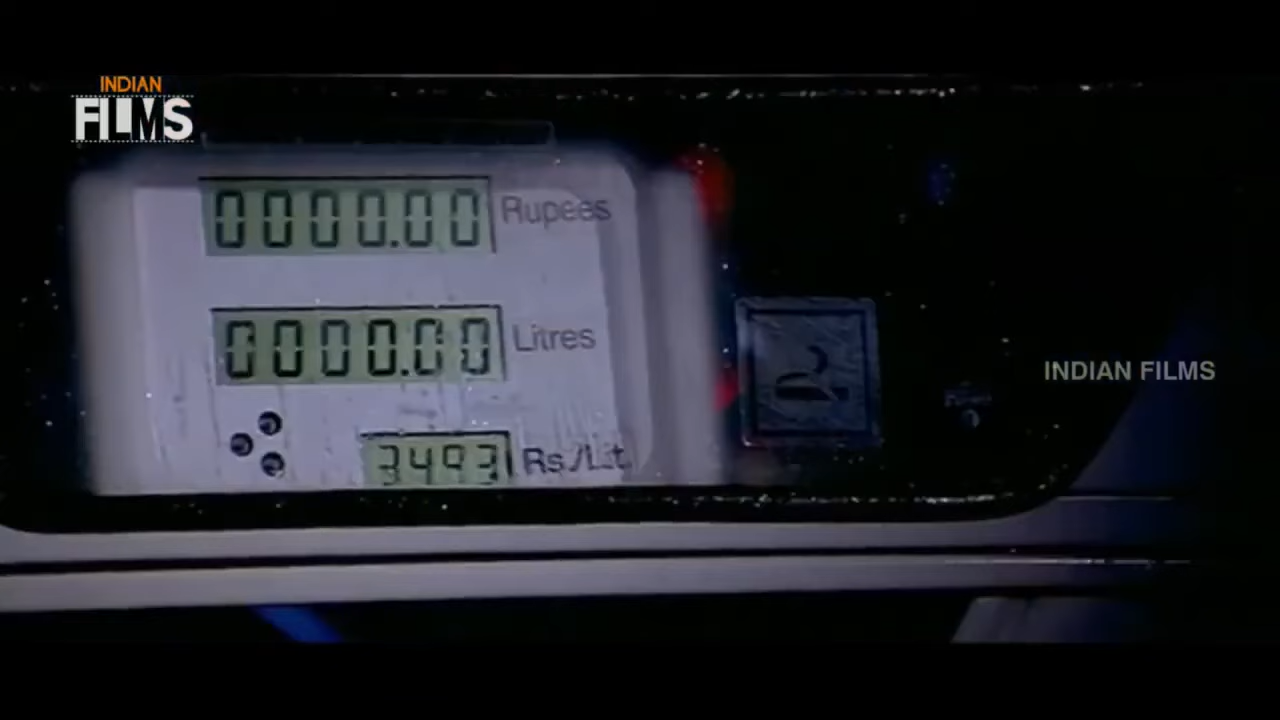 INDIAN
FILMS
0000.00 Rupees
0000.00 Litres
34.93 Rs./Lit.
INDIAN FILMS